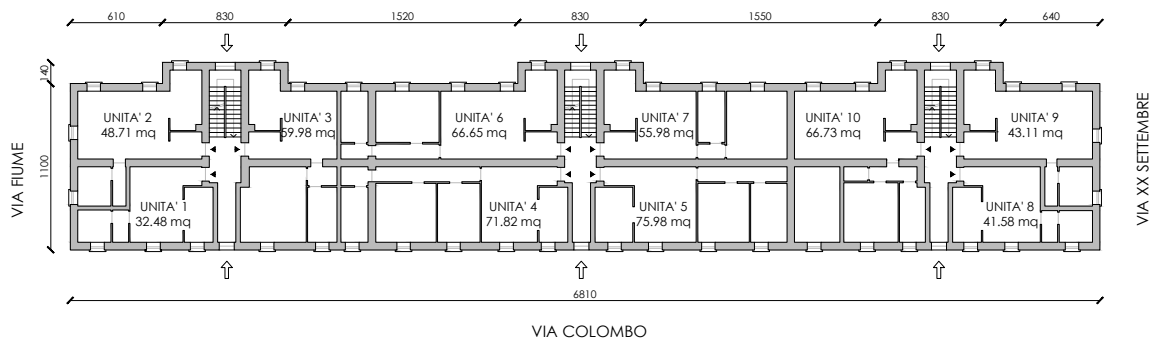 610 830 1520 830 1550 830 640
140
1100
VIA FIUME
UNITA' 2
48.71 mq
UNITA' 3
59.98 mq
UNITA' 6
66.65 mq
UNITA' 7
55.98 mq
UNITA' 10
66.73 mq
UNITA' 9
43.11 mq
UNITA' 1
32.48 mq
UNITA' 4
71.82 mq
UNITA' 5
75.98 mq
UNITA' 8
41.58 mq
VIA XX SETTEMBRE
6810
VIA COLOMBO